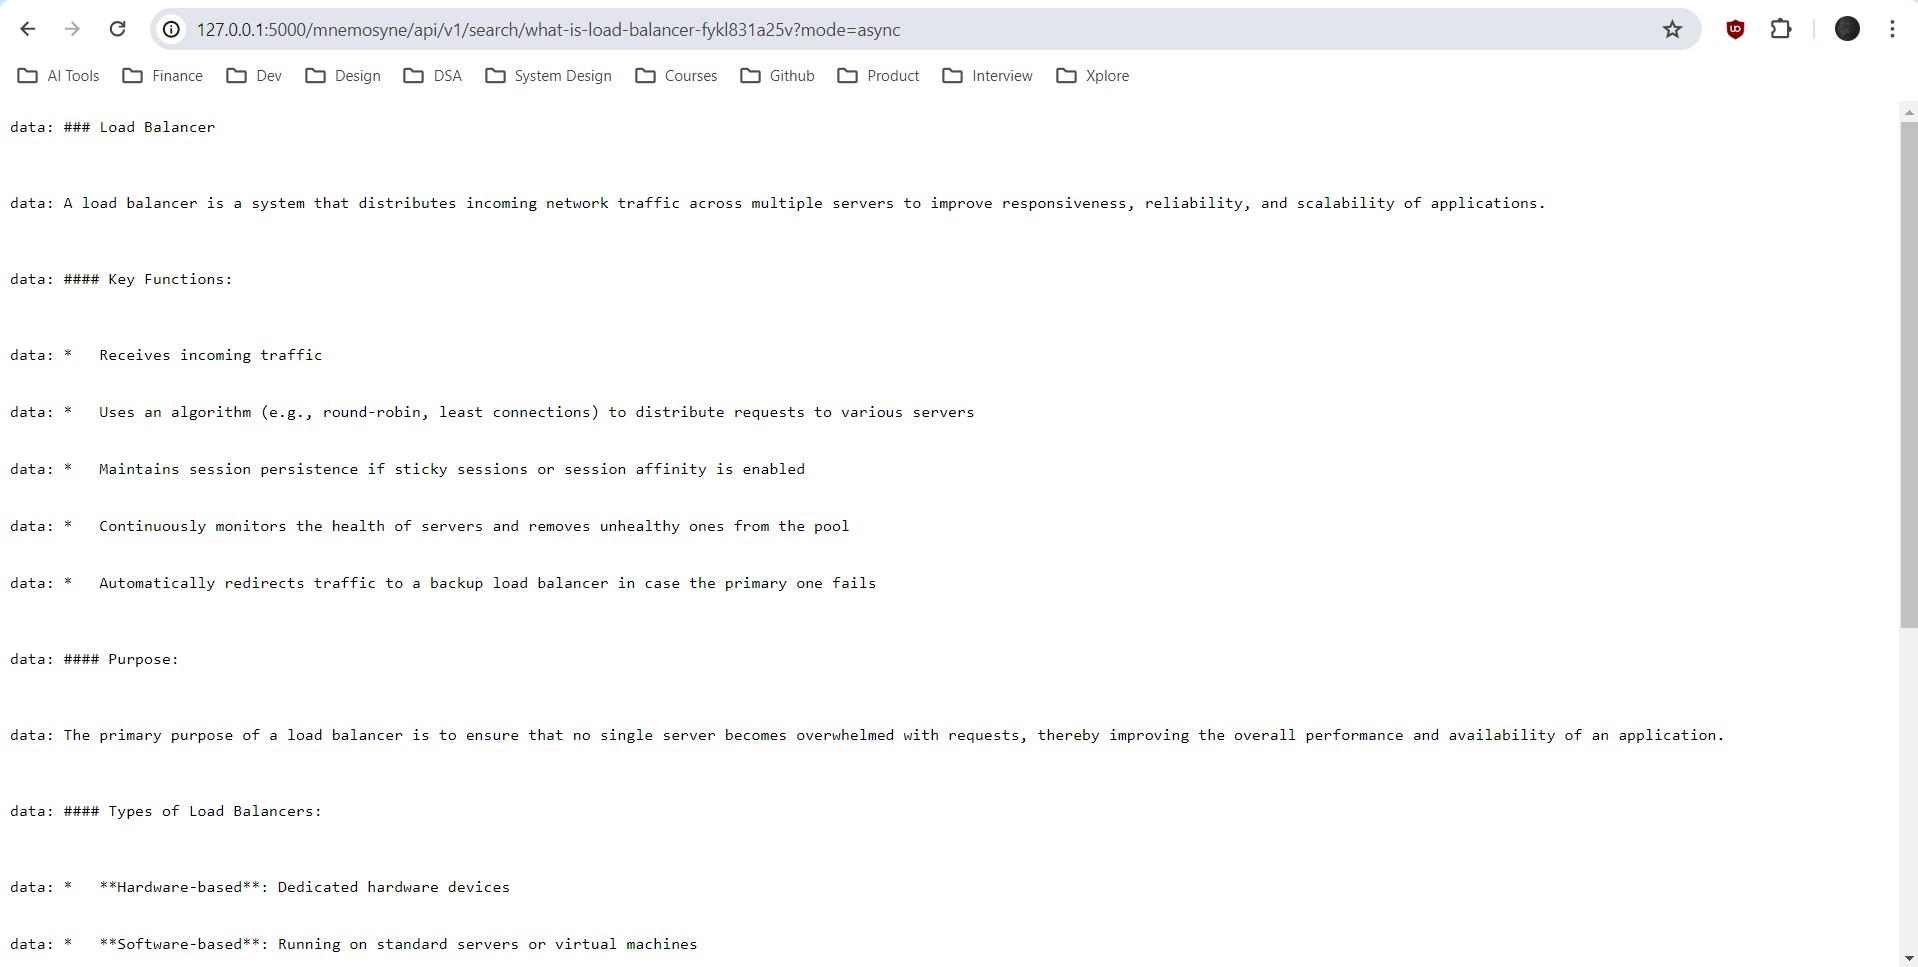 127.0.0.1:5000/mnemosyne/api/v1/search/what-is-load-balancer-fykl831a25v?mode=async
AI Tools Finance Dev Design DSA System Design Courses Github Product Interview Xplore
data: ### Load Balancer
data: A load balancer is a system that distributes incoming network traffic across multiple servers to improve responsiveness, reliability, and scalability of applications.
data: #### Key Functions:
data: *   Receives incoming traffic
data: *   Uses an algorithm (e.g., round-robin, least connections) to distribute requests to various servers
data: *   Maintains session persistence if sticky sessions or session affinity is enabled
data: *   Continuously monitors the health of servers and removes unhealthy ones from the pool
data: *   Automatically redirects traffic to a backup load balancer in case the primary one fails
data: #### Purpose:
data: The primary purpose of a load balancer is to ensure that no single server becomes overwhelmed with requests, thereby improving the overall performance and availability of an application.
data: #### Types of Load Balancers:
data: *   **Hardware-based**: Dedicated hardware devices
data: *   **Software-based**: Running on standard servers or virtual machines